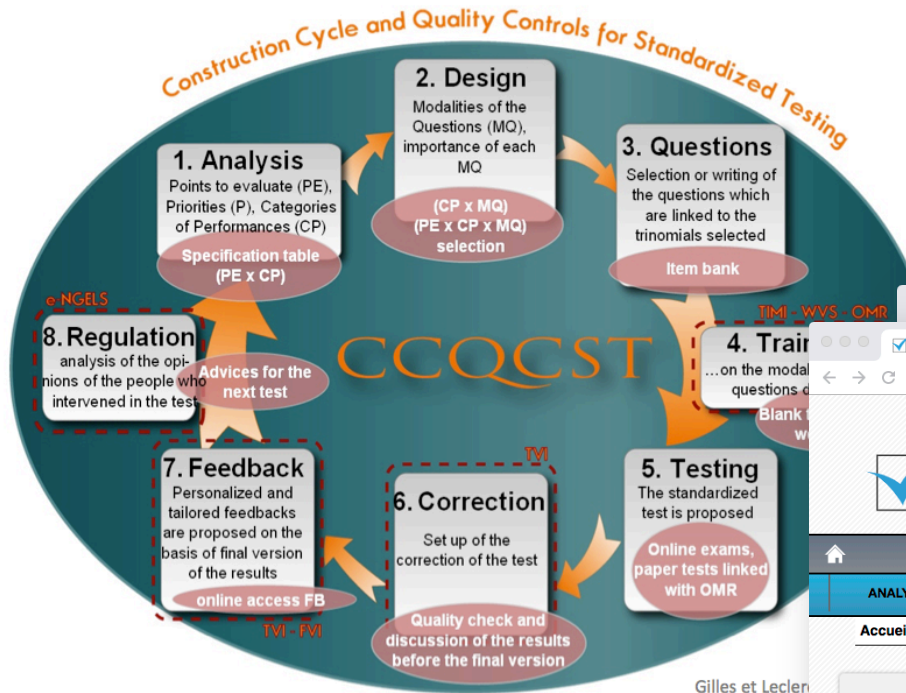 Construction Cycle and Quality Controls for Standardized Testing
1. Analysis
Points to evaluate (PE),
Priorities (P), Categories
of Performances (CP)
Specification table
(PE x CP)
2. Design
Modalities of the
Questions (MQ),
importance of each
MQ
(CP x MQ)
(PE x CP x MQ)
selection
3. Questions
Selection or writing of
the questions which
are linked to the
trinomials selected
Item bank
TIMI - WVS - OMR
4.
...on the
questions
Blank
5. Testing
The standardized
test is proposed
Online exams,
paper tests linked
with OMR
TVI
6. Correction
Set up of the
correction of the test
Quality check and
discussion of the results
before the final version
7. Feedback
Personalized and
tailored feedbacks
are proposed on the
basis of final version
of the results
online access FB
TVI - FVI
e-NGELS
8. Regulation
analysis of the opi-
nions of the people who
intervened in the test
Advices for the
next test
CCQCST
Gilles et